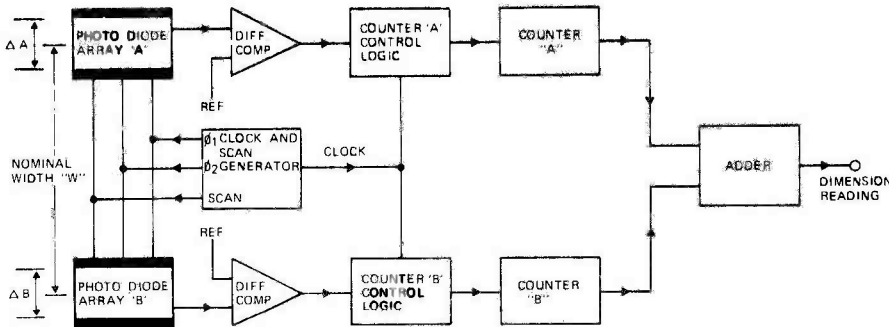 ΔA
PHOTO DIODE
ARRAY 'A'
DIFF
COMP
REF
COUNTER 'A'
CONTROL
LOGIC
COUNTER
"A"
NOMINAL
WIDTH "W"
Ø1 CLOCK AND
SCAN
Ø2 GENERATOR
SCAN
CLOCK
ADDER
DIMENSION
READING
REF
ΔB
PHOTO DIODE
ARRAY 'B'
DIFF
COMP
COUNTER 'B'
CONTROL
LOGIC
COUNTER
"B"